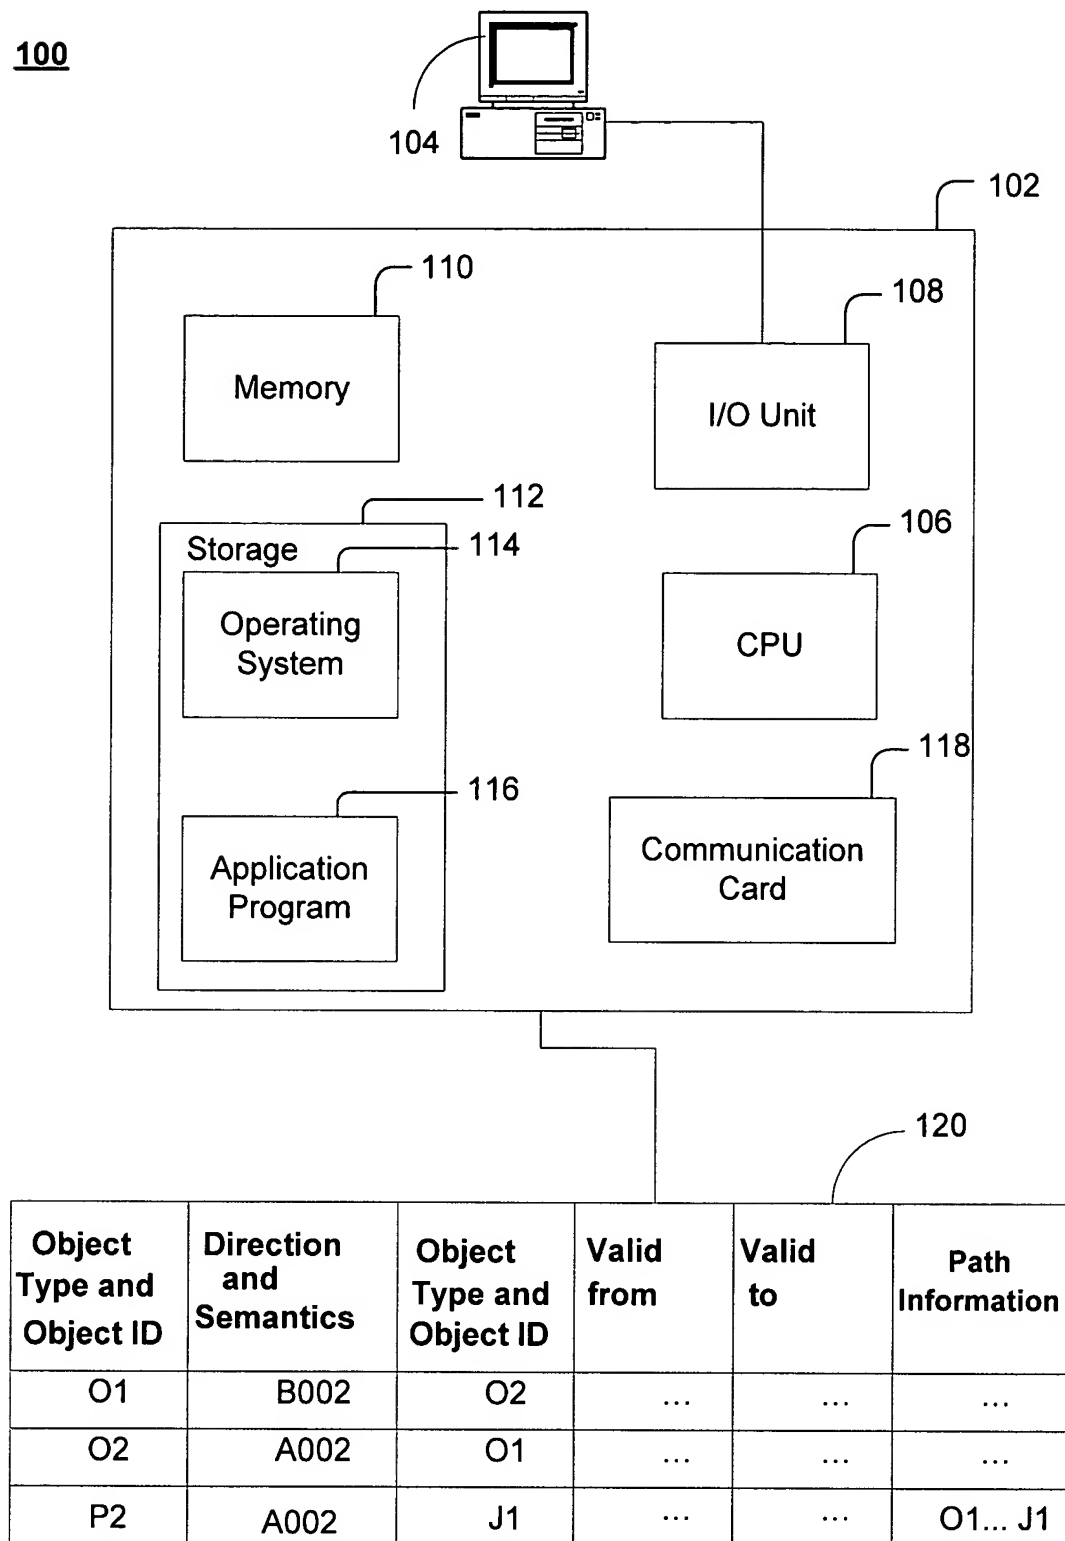 100
104
102
110
108
Memory
I/O Unit
112
106
Storage
114
Operating
System
CPU
118
116
Application
Program
Communication
Card
120
Object
Type and
Object ID
Direction
and
Semantics
Object
Type and
Object ID
Valid
from
Valid
to
Path
Information
O1 B002 O2 ... ... ...
O2 A002 O1 ... ... ...
P2 A002 J1 ... ... O1... J1